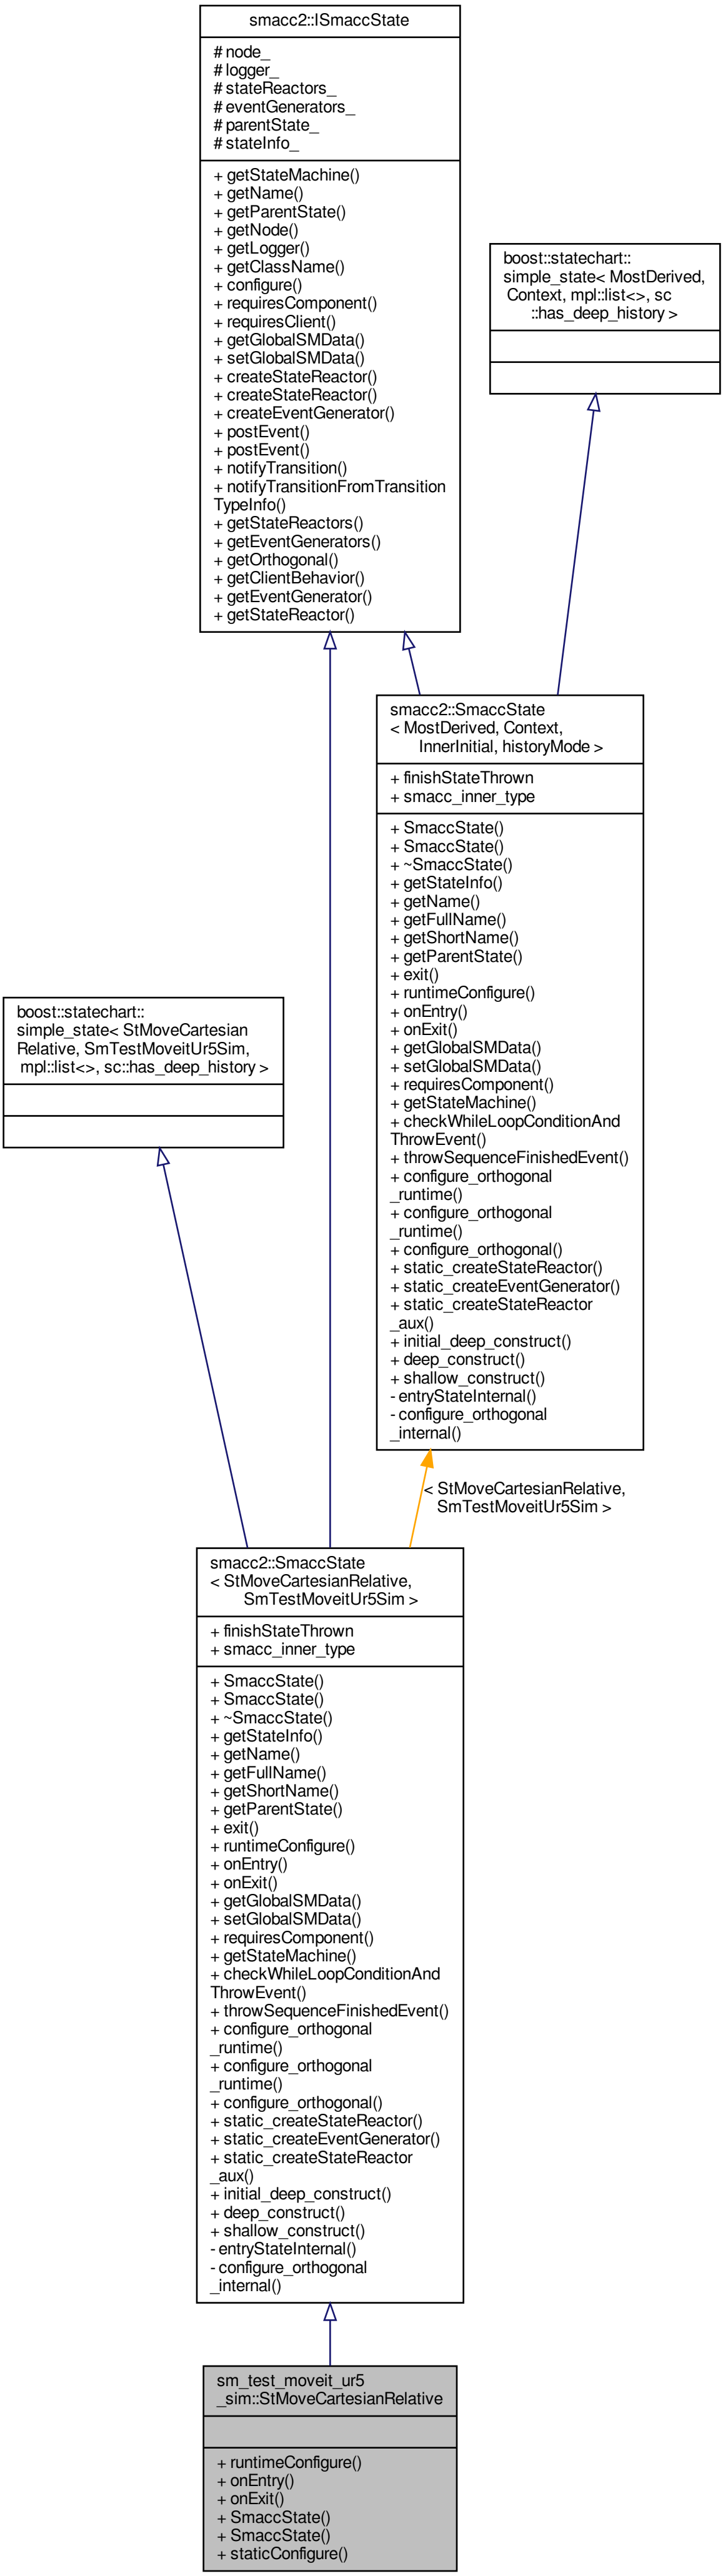 smacc2::ISmaccState
# node_
# logger_
# stateReactors_
# eventGenerators_
# parentState_
# stateInfo_
+ getStateMachine()
+ getName()
+ getParentState()
+ getNode()
+ getLogger()
+ getClassName()
+ configure()
+ requiresComponent()
+ requiresClient()
+ getGlobalSMData()
+ setGlobalSMData()
+ createStateReactor()
+ createStateReactor()
+ createEventGenerator()
+ postEvent()
+ postEvent()
+ notifyTransition()
+ notifyTransitionFromTransition
TypeInfo()
+ getStateReactors()
+ getEventGenerators()
+ getOrthogonal()
+ getClientBehavior()
+ getEventGenerator()
+ getStateReactor()
boost::statechart::
simple_state< MostDerived,
Context, mpl::list<>, sc
::has_deep_history >
smacc2::SmaccState
< MostDerived, Context,
InnerInitial, historyMode >
+ finishStateThrown
+ smacc_inner_type
+ SmaccState()
+ SmaccState()
+ ~SmaccState()
+ getStateInfo()
+ getName()
+ getFullName()
+ getShortName()
+ getParentState()
+ exit()
+ runtimeConfigure()
+ onEntry()
+ onExit()
+ getGlobalSMData()
+ setGlobalSMData()
+ requiresComponent()
+ getStateMachine()
+ checkWhileLoopConditionAnd
ThrowEvent()
+ throwSequenceFinishedEvent()
+ configure_orthogonal
_runtime()
+ configure_orthogonal
_runtime()
+ configure_orthogonal()
+ static_createStateReactor()
+ static_createEventGenerator()
+ static_createStateReactor
_aux()
+ initial_deep_construct()
+ deep_construct()
+ shallow_construct()
- entryStateInternal()
- configure_orthogonal
_internal()
boost::statechart::
simple_state< StMoveCartesian
Relative, SmTestMoveitUr5Sim,
mpl::list<>, sc::has_deep_history >
< StMoveCartesianRelative,
SmTestMoveitUr5Sim >
smacc2::SmaccState
< StMoveCartesianRelative,
SmTestMoveitUr5Sim >
+ finishStateThrown
+ smacc_inner_type
+ SmaccState()
+ SmaccState()
+ ~SmaccState()
+ getStateInfo()
+ getName()
+ getFullName()
+ getShortName()
+ getParentState()
+ exit()
+ runtimeConfigure()
+ onEntry()
+ onExit()
+ getGlobalSMData()
+ setGlobalSMData()
+ requiresComponent()
+ getStateMachine()
+ checkWhileLoopConditionAnd
ThrowEvent()
+ throwSequenceFinishedEvent()
+ configure_orthogonal
_runtime()
+ configure_orthogonal
_runtime()
+ configure_orthogonal()
+ static_createStateReactor()
+ static_createEventGenerator()
+ static_createStateReactor
_aux()
+ initial_deep_construct()
+ deep_construct()
+ shallow_construct()
- entryStateInternal()
- configure_orthogonal
_internal()
sm_test_moveit_ur5
_sim::StMoveCartesianRelative
+ runtimeConfigure()
+ onEntry()
+ onExit()
+ SmaccState()
+ SmaccState()
+ staticConfigure()